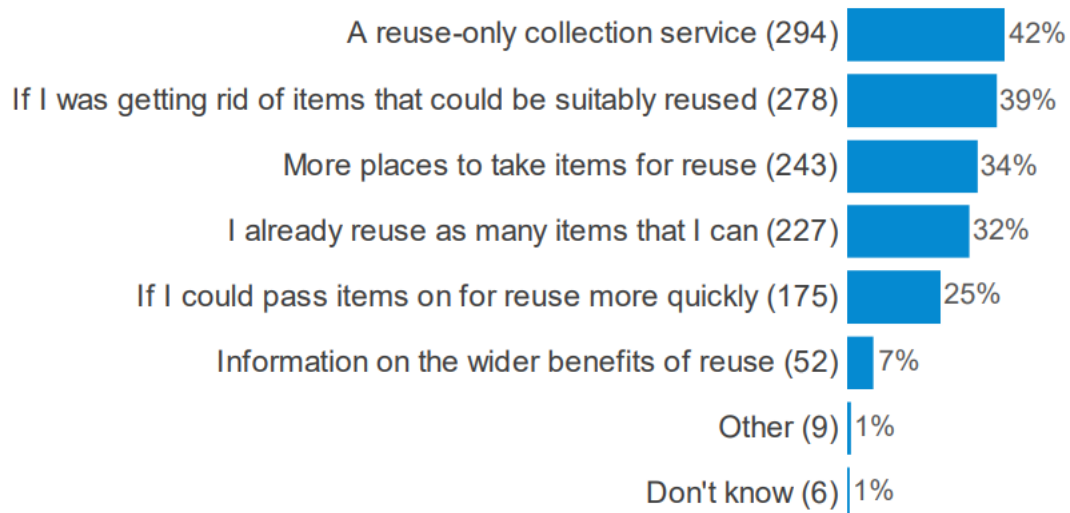 A reuse-only collection service (294) 42%
If I was getting rid of items that could be suitably reused (278) 39%
More places to take items for reuse (243) 34%
I already reuse as many items that I can (227) 32%
If I could pass items on for reuse more quickly (175) 25%
Information on the wider benefits of reuse (52) 7%
Other (9) 1%
Don't know (6) 1%